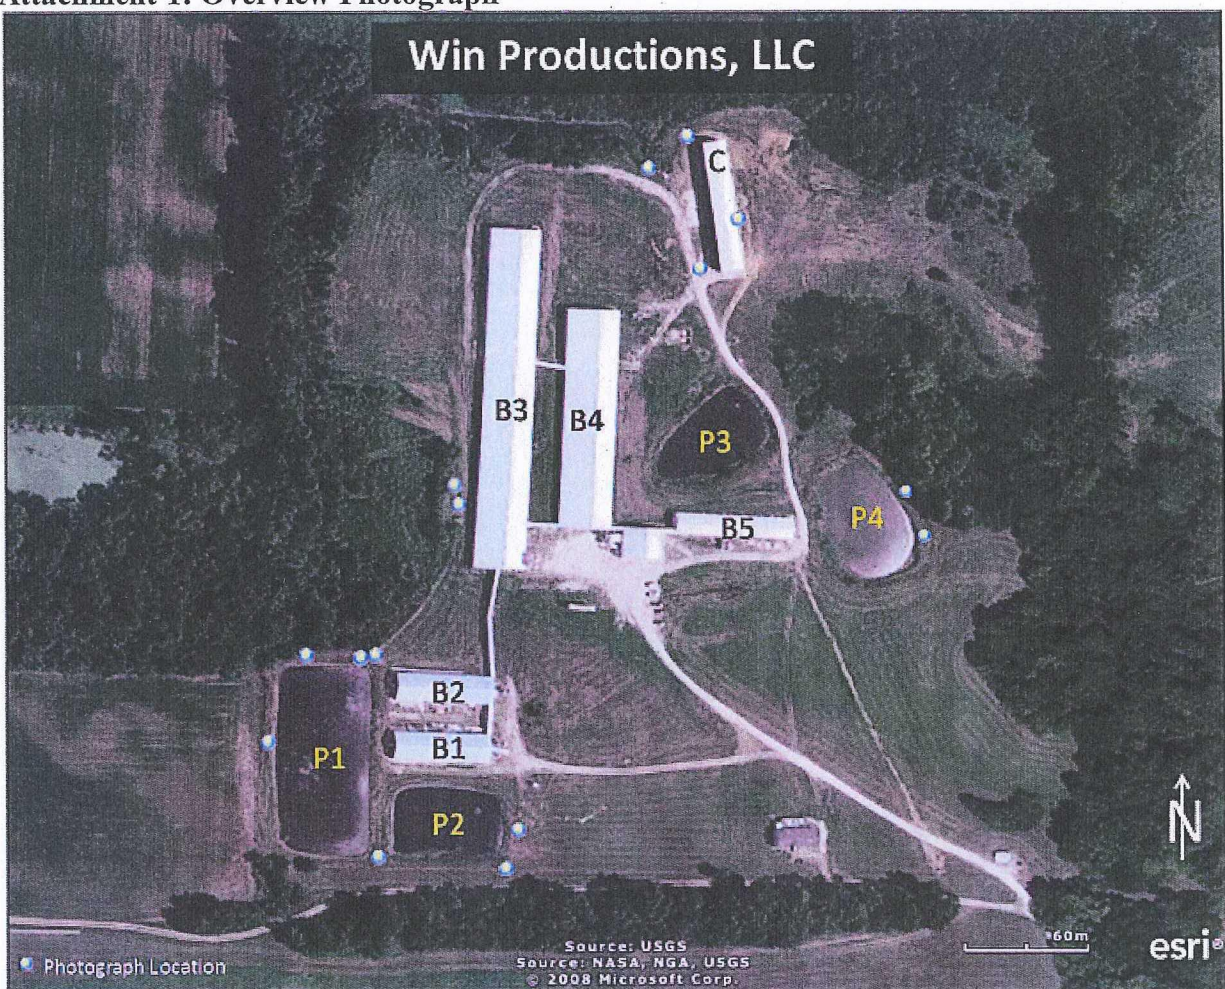 Attachment 1: Overview Photograph
Win Productions, LLC
C
B3
B4
P3
P4
B5
B2
B1
P1
P2
N
60m
Photograph Location
Source: USGS
Source: NASA, NGA, USGS
© 2008 Microsoft Corp.
esri